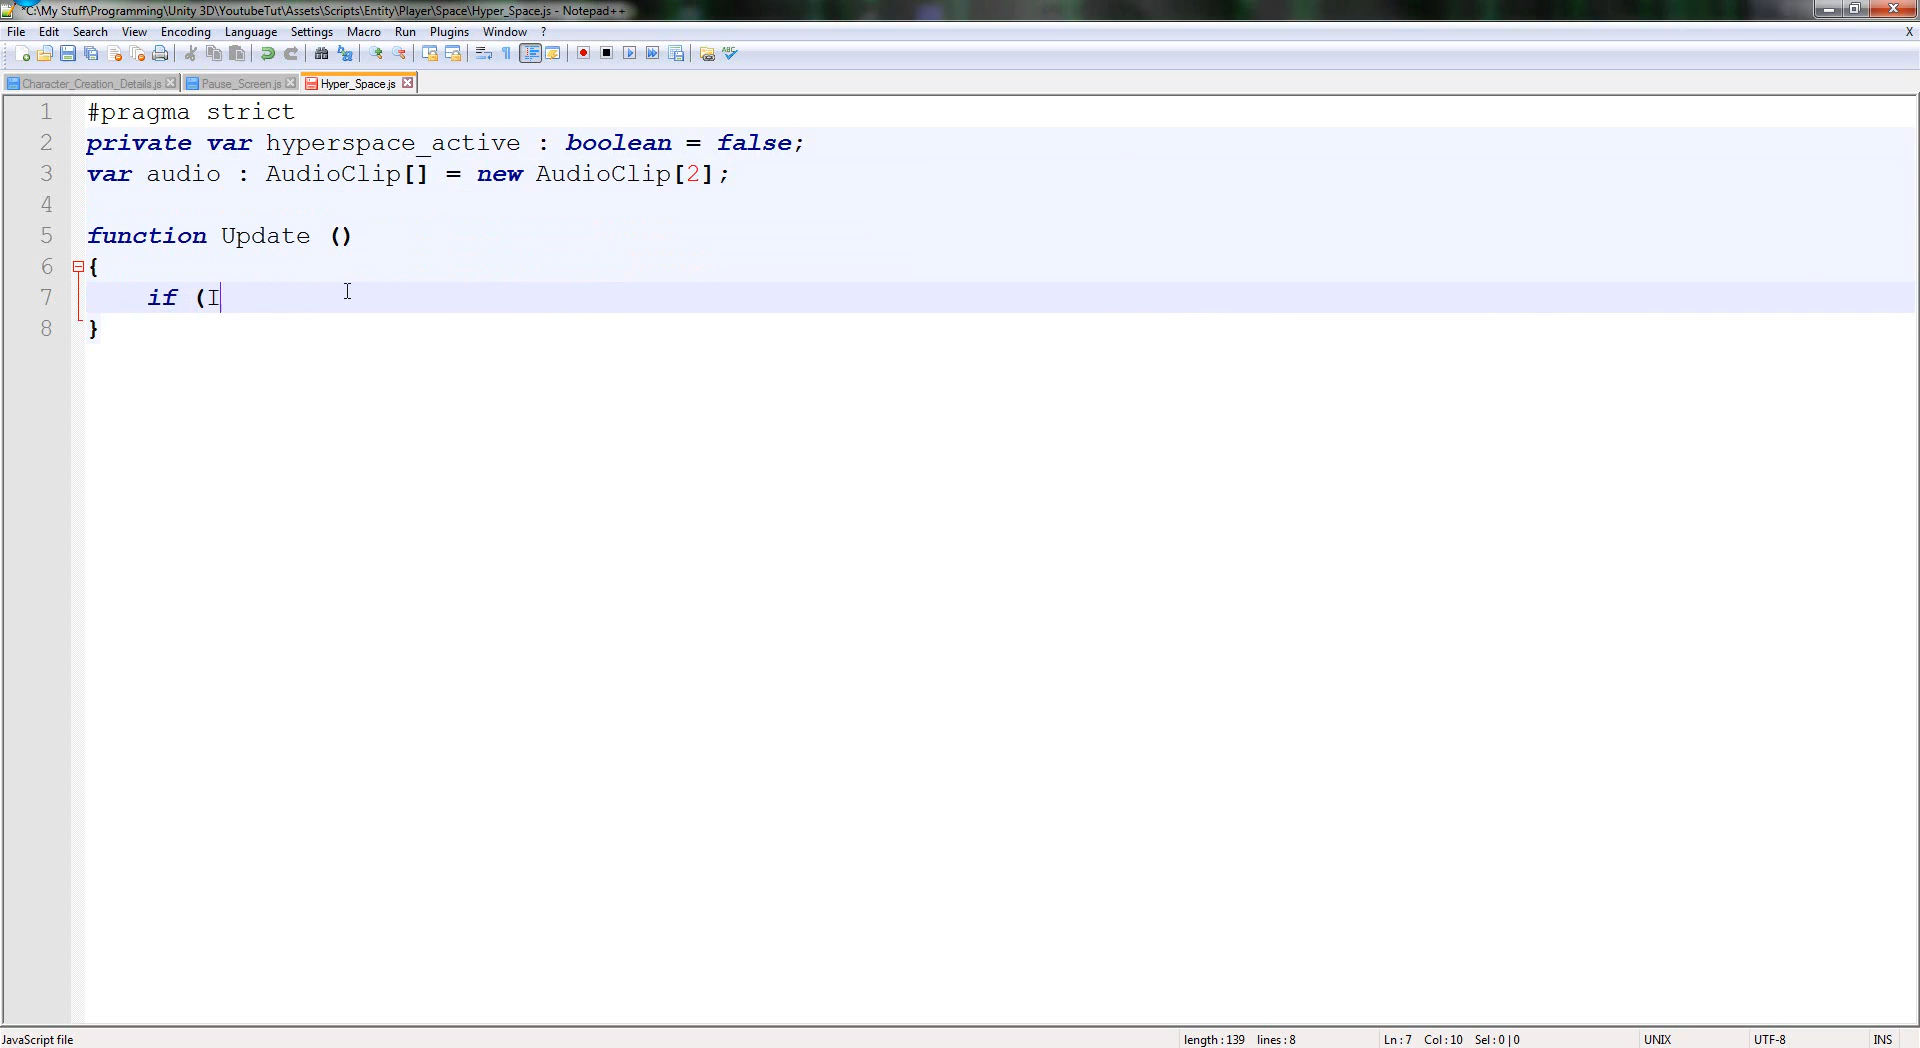 *C:\My Stuff\Programming\Unity 3D\YoutubeTut\Assets\Scripts\Entity\Player\Space\Hyper_Space.js - Notepad++
File Edit Search View Encoding Language Settings Macro Run Plugins Window ? X
Character_Creation_Details.js Pause_Screen.js Hyper_Space.js
1 #pragma strict
2 private var hyperspace_active : boolean = false;
3 var audio : AudioClip[] = new AudioClip[2];
4
5 function Update ()
6 {
7 if (I
8 }
JavaScript file length : 139 lines : 8 Ln : 7 Col : 10 Sel : 0 | 0 UNIX UTF-8 INS